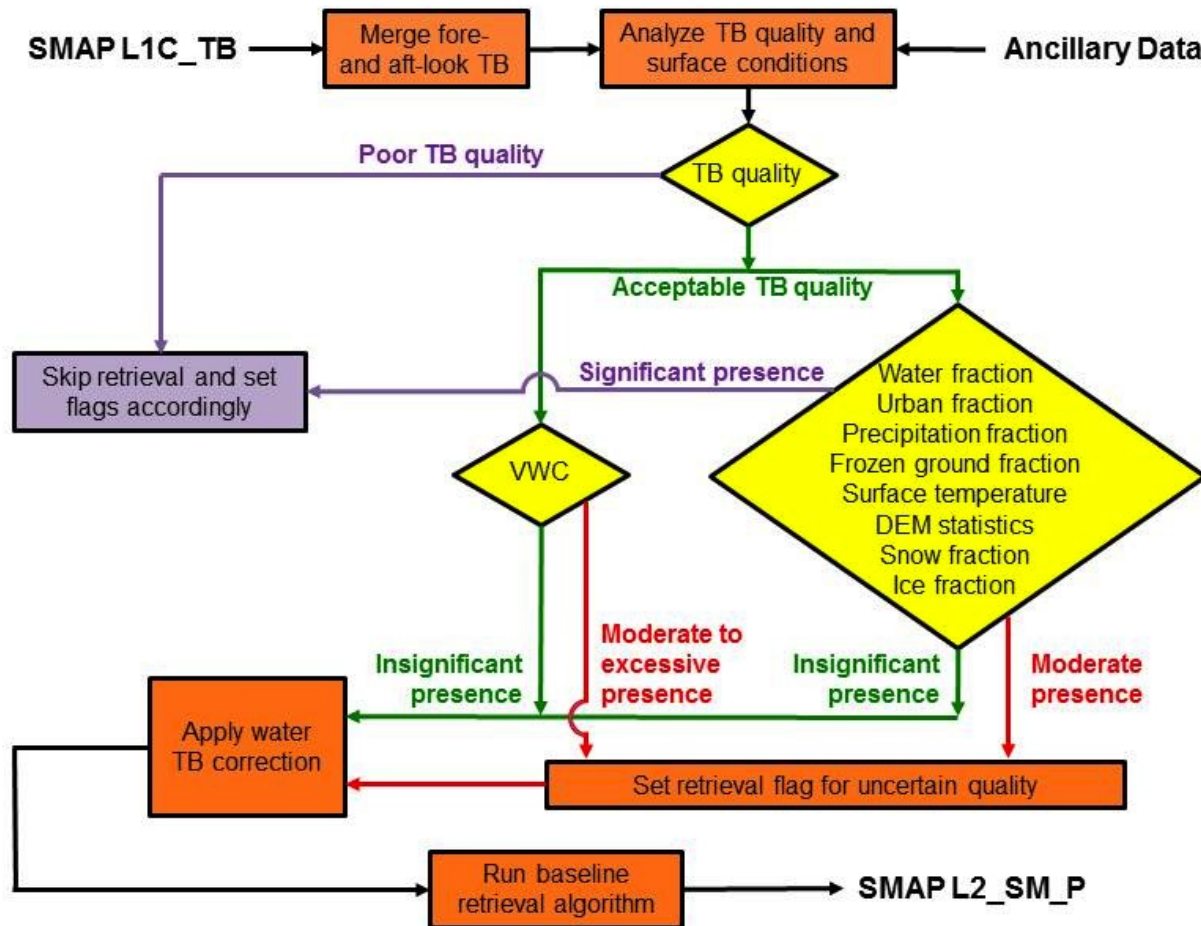 SMAP L1C_TB
Merge fore-
and aft-look TB
Analyze TB quality and
surface conditions
Ancillary Data
Poor TB quality
TB quality
Acceptable TB quality
Skip retrieval and set
flags accordingly
Significant presence
Water fraction
Urban fraction
Precipitation fraction
Frozen ground fraction
Surface temperature
DEM statistics
Snow fraction
Ice fraction
VWC
Insignificant
presence
Moderate to
excessive
presence
Insignificant
presence
Moderate
presence
Apply water
TB correction
Set retrieval flag for uncertain quality
Run baseline
retrieval algorithm
SMAP L2_SM_P